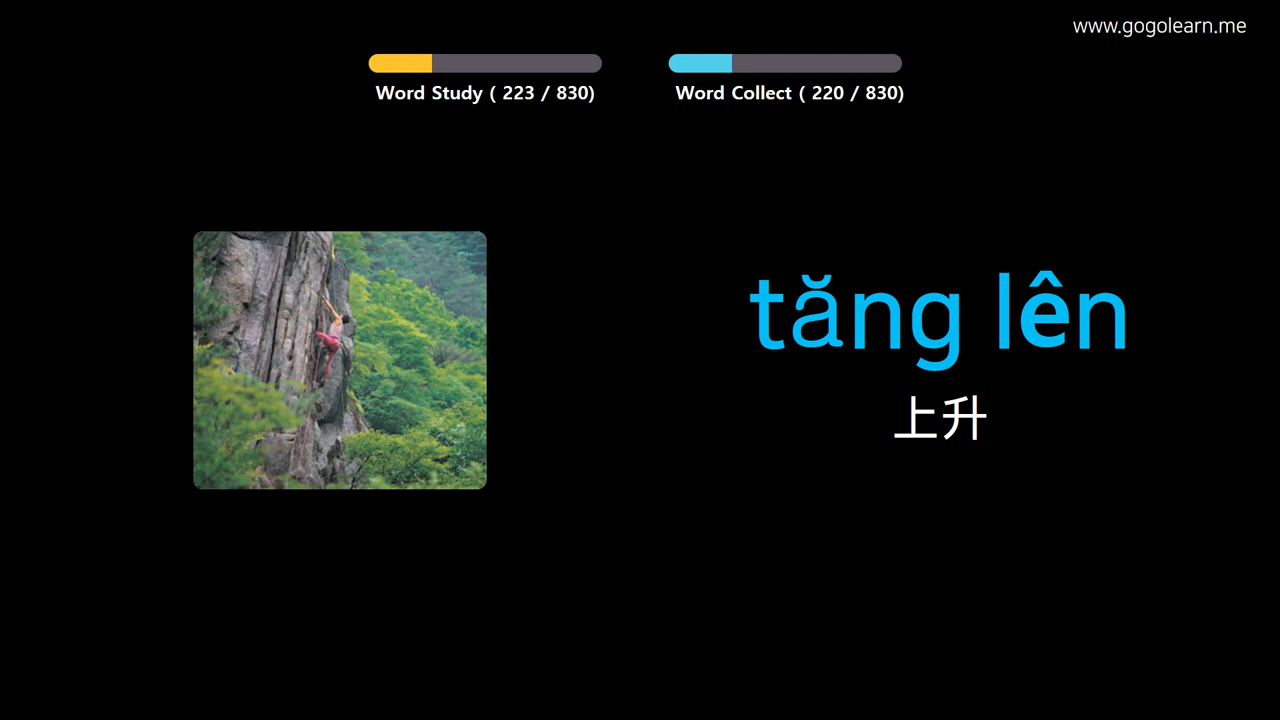 www.gogolearn.me
Word Study ( 223 / 830)
Word Collect ( 220 / 830)
tăng lên
上升